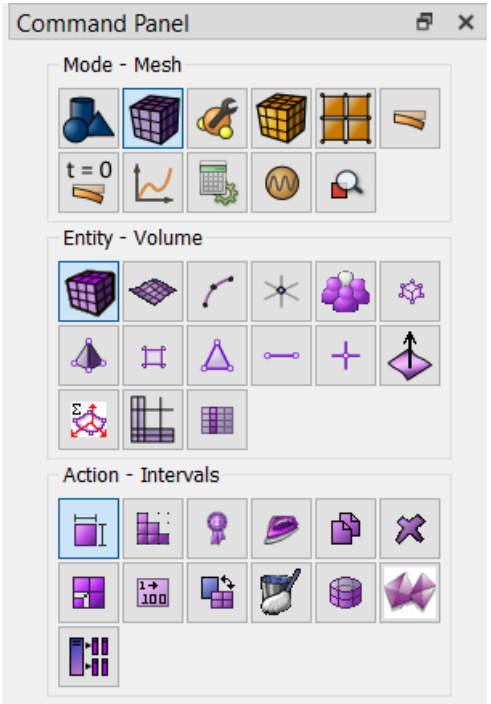 Command Panel
Mode - Mesh
t = 0
Entity - Volume
Σ
Action - Intervals
1→
100